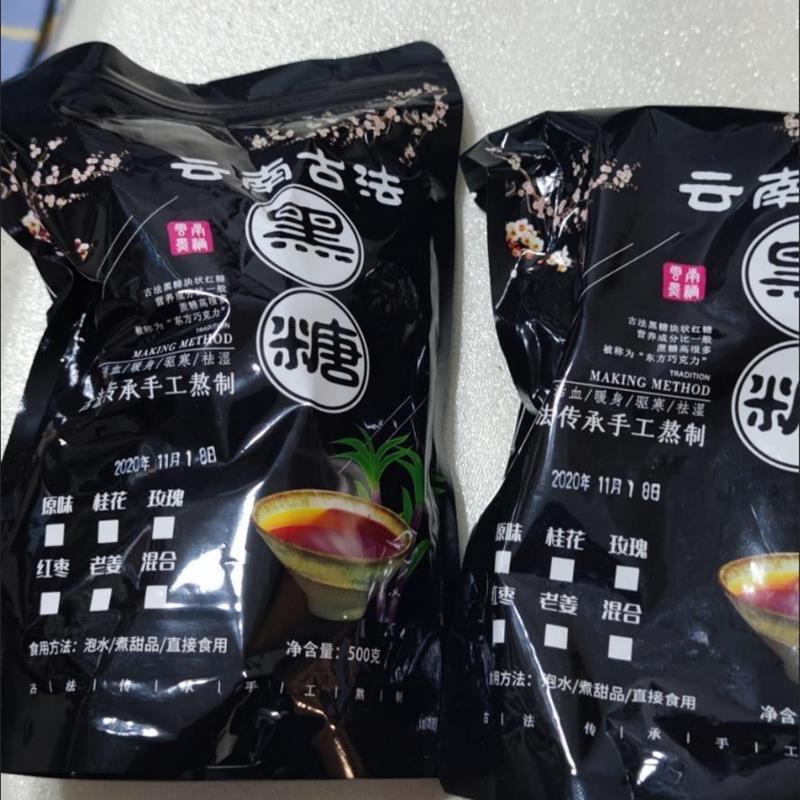 云南古法
黑
糖
云南
黑糖
古法黑糖块状红糖
营养成分比一般
蔗糖高很多
被称为“东方巧克力”
TRADITION
MAKING METHOD
活血/暖身/驱寒/祛湿
法传承手工熬制
2020年 11月 1 8日
原味 桂花 玫瑰
红枣 老姜 混合
食用方法：泡水/煮甜品/直接食用
净含量：500克
古 | 法 | 传 | 承 | 手 | 工 | 熬 | 制
云南
黑
糖
云南
黑糖
古法黑糖块状红糖
营养成分比一般
蔗糖高很多
被称为“东方巧克力”
TRADITION
MAKING METHOD
活血/暖身/驱寒/祛湿
法传承手工熬制
2020年 11月 1 8日
原味 桂花 玫瑰
红枣 老姜 混合
食用方法：泡水/煮甜品/直接食用
净含
古 | 法 | 传 | 承 | 手 | 工